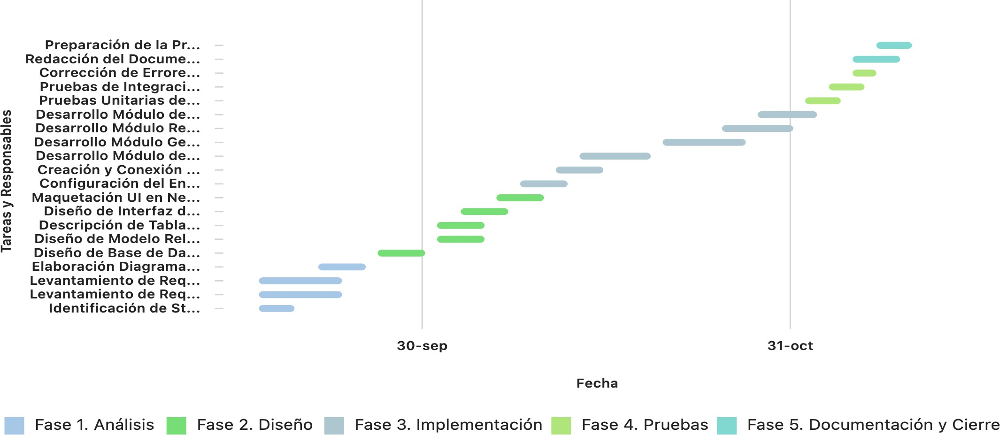 Preparación de la Pr...
Redacción del Docume...
Corrección de Errore...
Pruebas de Integraci...
Pruebas Unitarias de...
Desarrollo Módulo de...
Desarrollo Módulo Re...
Desarrollo Módulo Ge...
Desarrollo Módulo de...
Creación y Conexión ...
Configuración del En...
Maquetación UI en Ne...
Diseño de Interfaz d...
Descripción de Tabla...
Diseño de Modelo Rel...
Diseño de Base de Da...
Elaboración Diagrama...
Levantamiento de Req...
Levantamiento de Req...
Identificación de St...
Tareas y Responsables
30-sep
31-oct
Fecha
Fase 1. Análisis
Fase 2. Diseño
Fase 3. Implementación
Fase 4. Pruebas
Fase 5. Documentación y Cierre